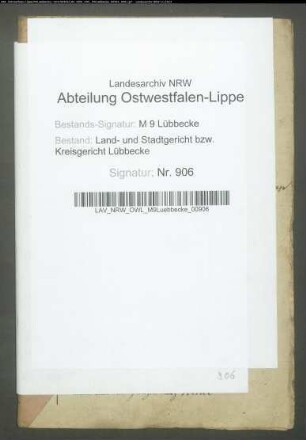 Landesarchiv NRW
Abteilung Ostwestfalen-Lippe
Bestands-Signatur: M 9 Lübbecke
Bestand: Land- und Stadtgericht bzw.
Kreisgericht Lübbecke
Signatur: Nr. 906
LAV_NRW_OWL_M9Luebbecke_00906
906